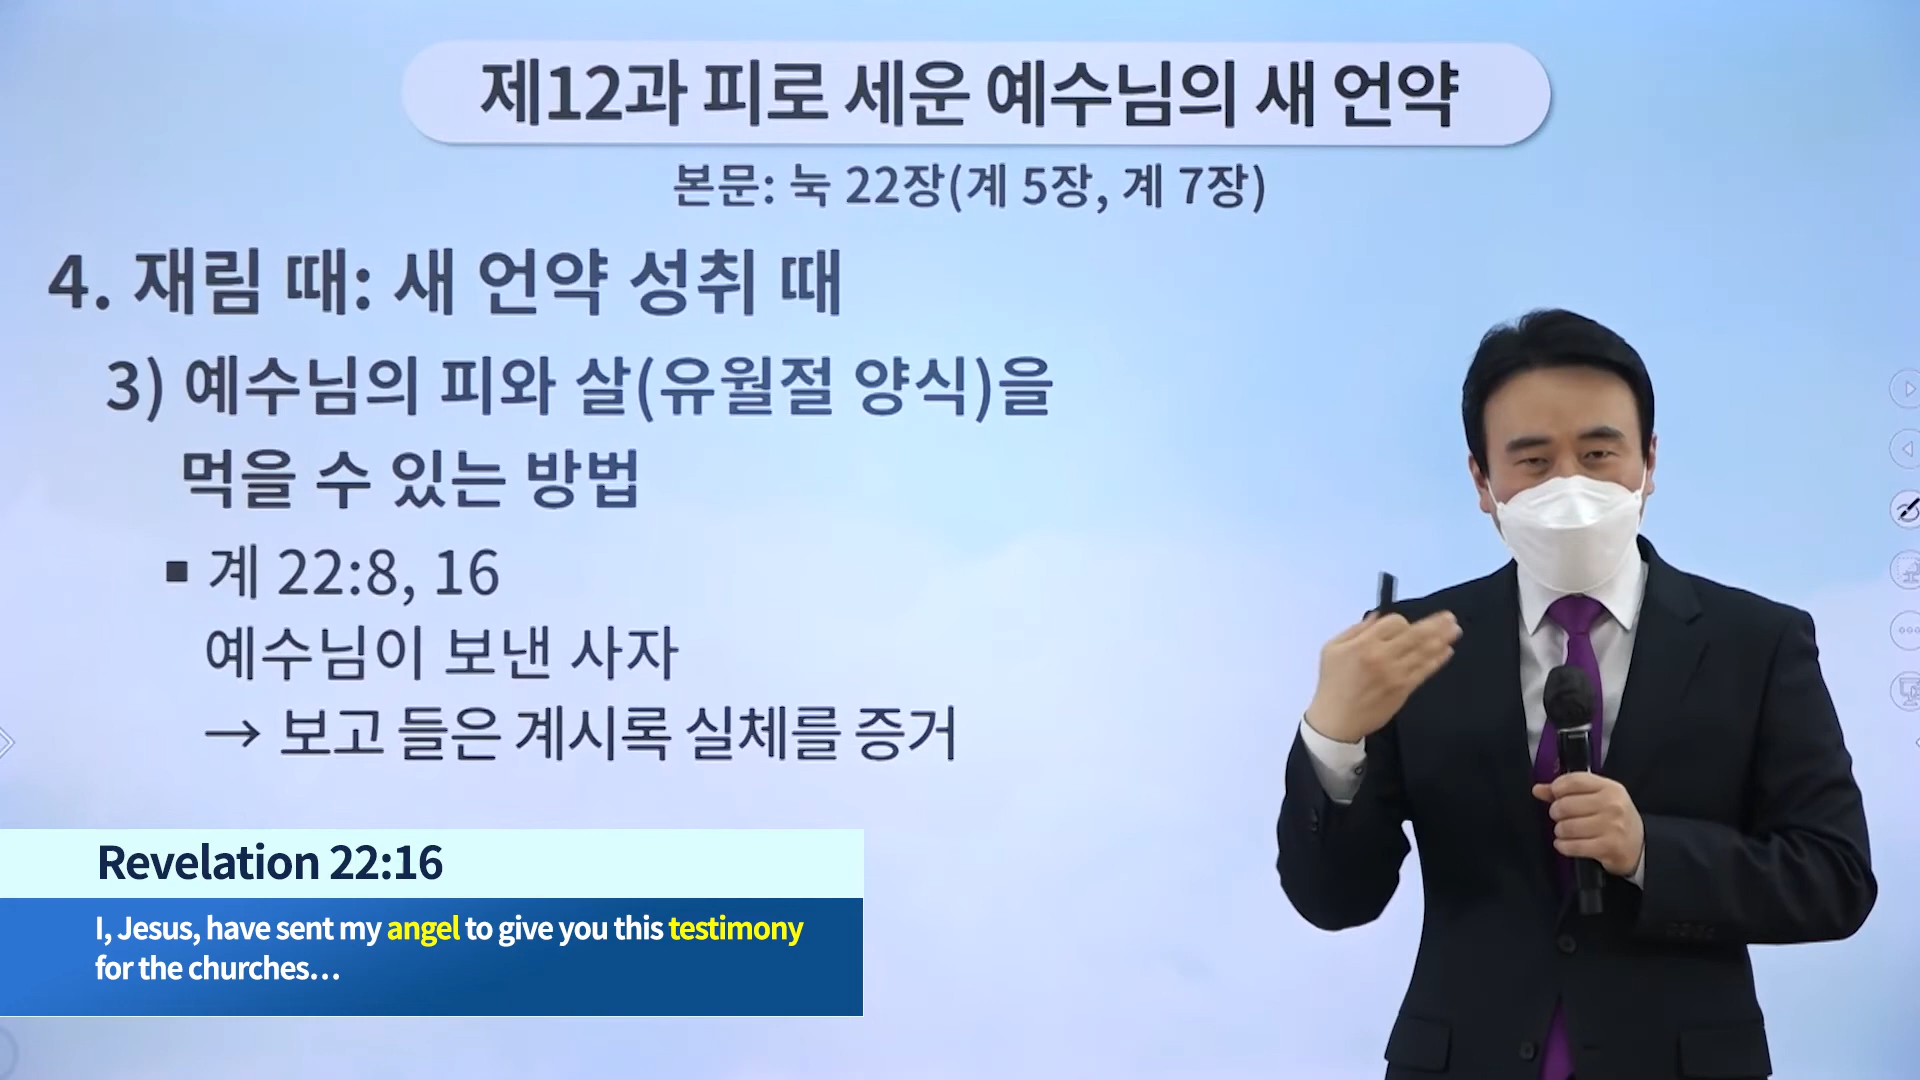 제12과 피로 세운 예수님의 새 언약
본문: 눅 22장(계 5장, 계 7장)
4. 재림 때: 새 언약 성취 때
3) 예수님의 피와 살(유월절 양식)을
먹을 수 있는 방법
▪ 계 22:8, 16
예수님이 보낸 사자
→ 보고 들은 계시록 실체를 증거
Revelation 22:16
I, Jesus, have sent my angel to give you this testimony
for the churches…